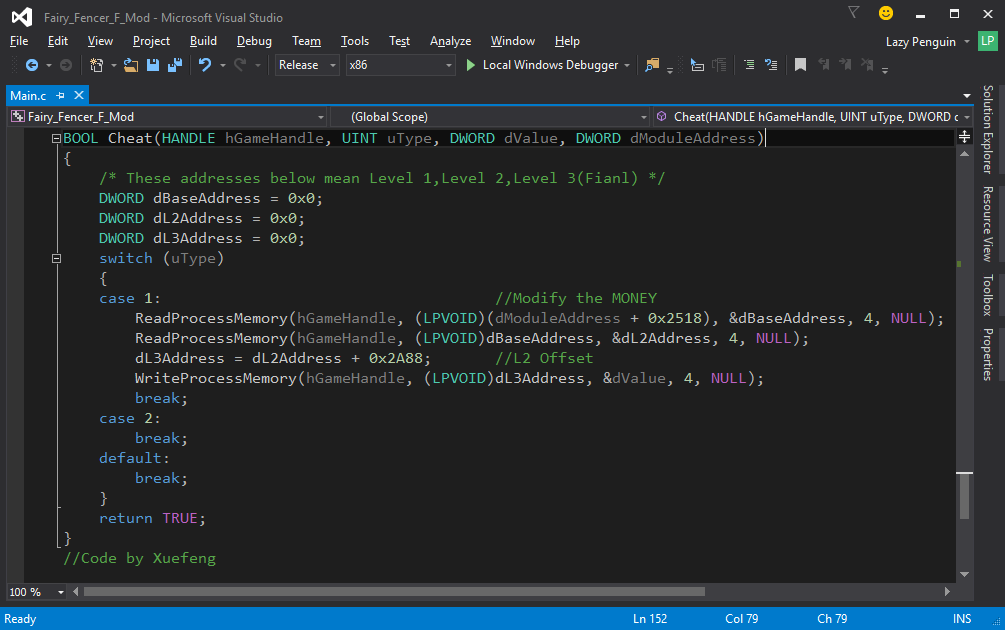 Fairy_Fencer_F_Mod - Microsoft Visual Studio
File Edit View Project Build Debug Team Tools Test Analyze Window Help Lazy Penguin LP
Release x86 Local Windows Debugger
Main.c
Fairy_Fencer_F_Mod (Global Scope) Cheat(HANDLE hGameHandle, UINT uType, DWORD d
BOOL Cheat(HANDLE hGameHandle, UINT uType, DWORD dValue, DWORD dModuleAddress)
{
/* These addresses below mean Level 1,Level 2,Level 3(Fianl) */
DWORD dBaseAddress = 0x0;
DWORD dL2Address = 0x0;
DWORD dL3Address = 0x0;
switch (uType)
{
case 1: //Modify the MONEY
ReadProcessMemory(hGameHandle, (LPVOID)(dModuleAddress + 0x2518), &dBaseAddress, 4, NULL);
ReadProcessMemory(hGameHandle, (LPVOID)dBaseAddress, &dL2Address, 4, NULL);
dL3Address = dL2Address + 0x2A88; //L2 Offset
WriteProcessMemory(hGameHandle, (LPVOID)dL3Address, &dValue, 4, NULL);
break;
case 2:
break;
default:
break;
}
return TRUE;
}
//Code by Xuefeng
Solution Explorer
Resource View
Toolbox
Properties
100 %
Ready Ln 152 Col 79 Ch 79 INS